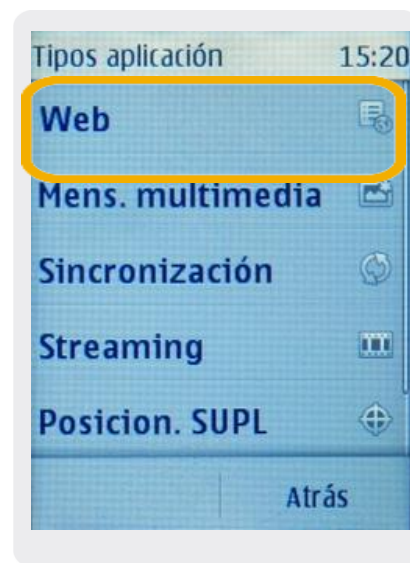 Tipos aplicación 15:20
Web
Mens. multimedia
Sincronización
Streaming
Posicion. SUPL
Atrás